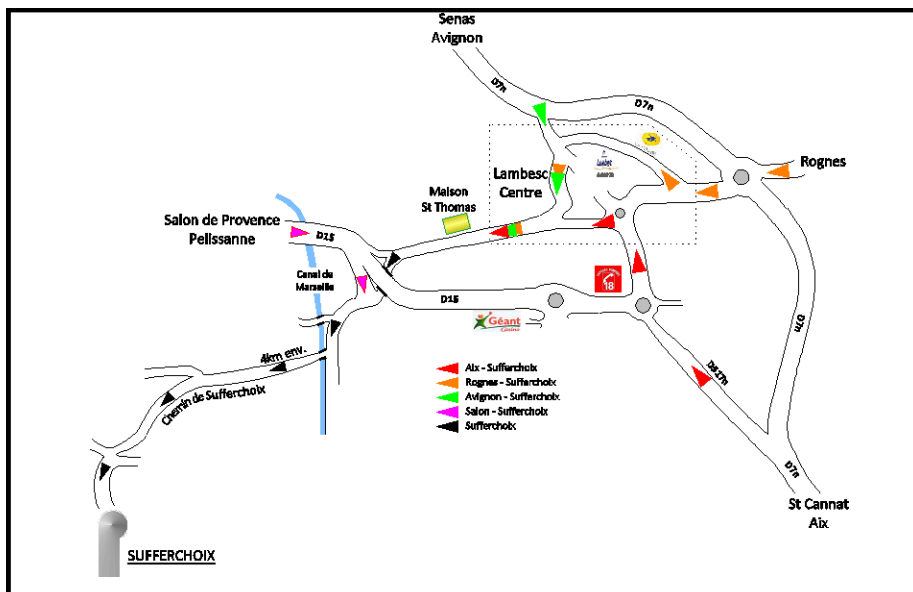 Senas
Avignon
D7n
D7n
Rognes
Lambesc
Centre
Lambesc
Maison
St Thomas
Salon de Provence
Pelissanne
D15
Canal de
Marseille
18
D15
Géant
Casino
D7n
4km env.
Chemin de Sufferchoix
Aix - Sufferchoix
Rognes - Sufferchoix
Avignon - Sufferchoix
Salon - Sufferchoix
Sufferchoix
D917n
D7n
St Cannat
Aix
SUFFERCHOIX